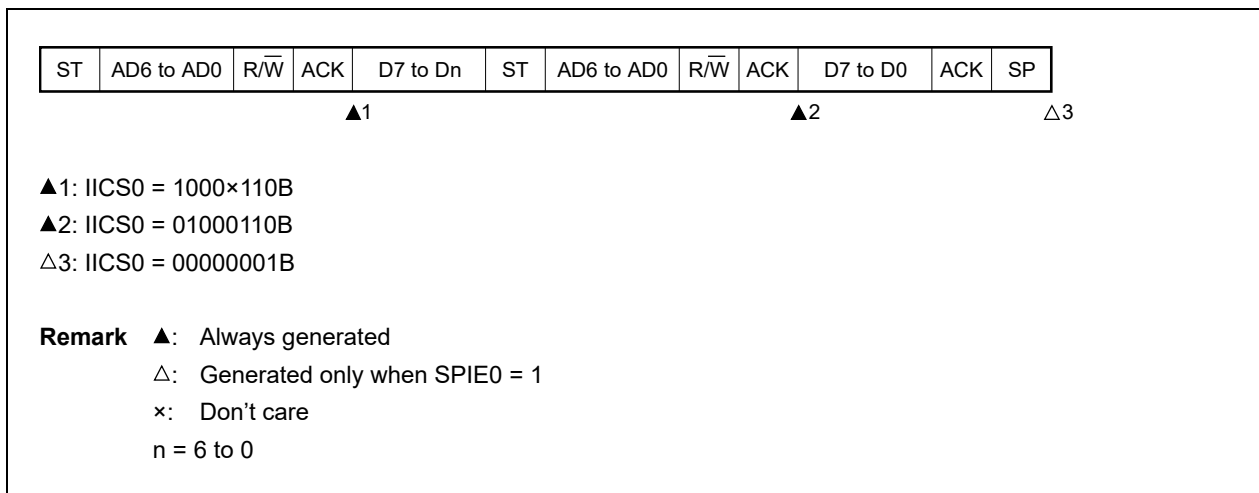 ST AD6 to AD0 R/W̅ ACK D7 to Dn ST AD6 to AD0 R/W̅ ACK D7 to D0 ACK SP
▲1 ▲2 △3
▲1: IICS0 = 1000×110B
▲2: IICS0 = 01000110B
△3: IICS0 = 00000001B
Remark ▲: Always generated
△: Generated only when SPIE0 = 1
×: Don’t care
n = 6 to 0